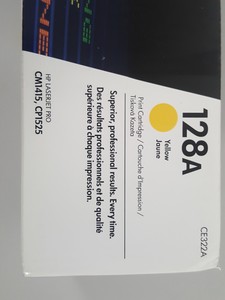 128A
CE322A
Yellow
Jaune
Print Cartridge / Cartouche d'Impression /
Tisková Kazeta
Superior, professional results. Every time.
Des résultats professionnels et de qualité
supérieure à chaque impression.
HP LASERJET PRO
CM1415, CP1525